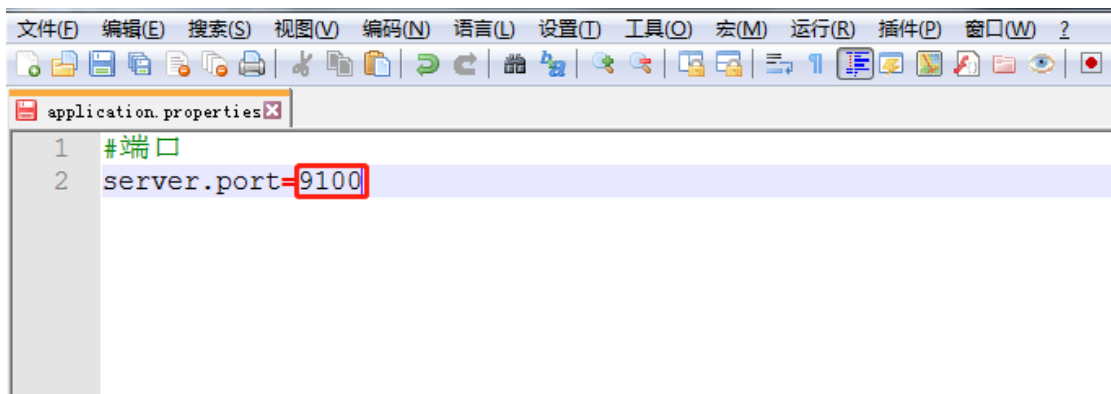 文件(F) 编辑(E) 搜索(S) 视图(V) 编码(N) 语言(L) 设置(T) 工具(O) 宏(M) 运行(R) 插件(P) 窗口(W) ?
application.properties
1 #端口
2 server.port=9100